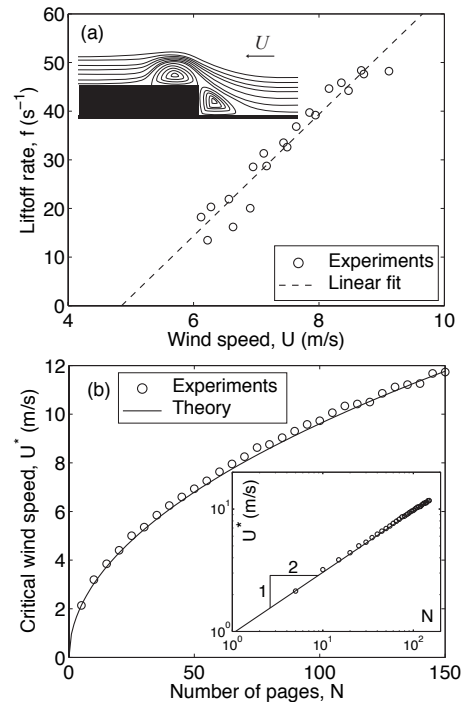 60
(a)
U
50
40
30
20
10
0
Liftoff rate, f (s⁻¹)
Experiments
Linear fit
4 6 8 10
Wind speed, U (m/s)
12
(b)
Experiments
Theory
10
8
6
4
2
0
Critical wind speed, U* (m/s)
10¹
10⁰
U* (m/s)
2
1
N
10⁰ 10¹ 10²
0 50 100 150
Number of pages, N